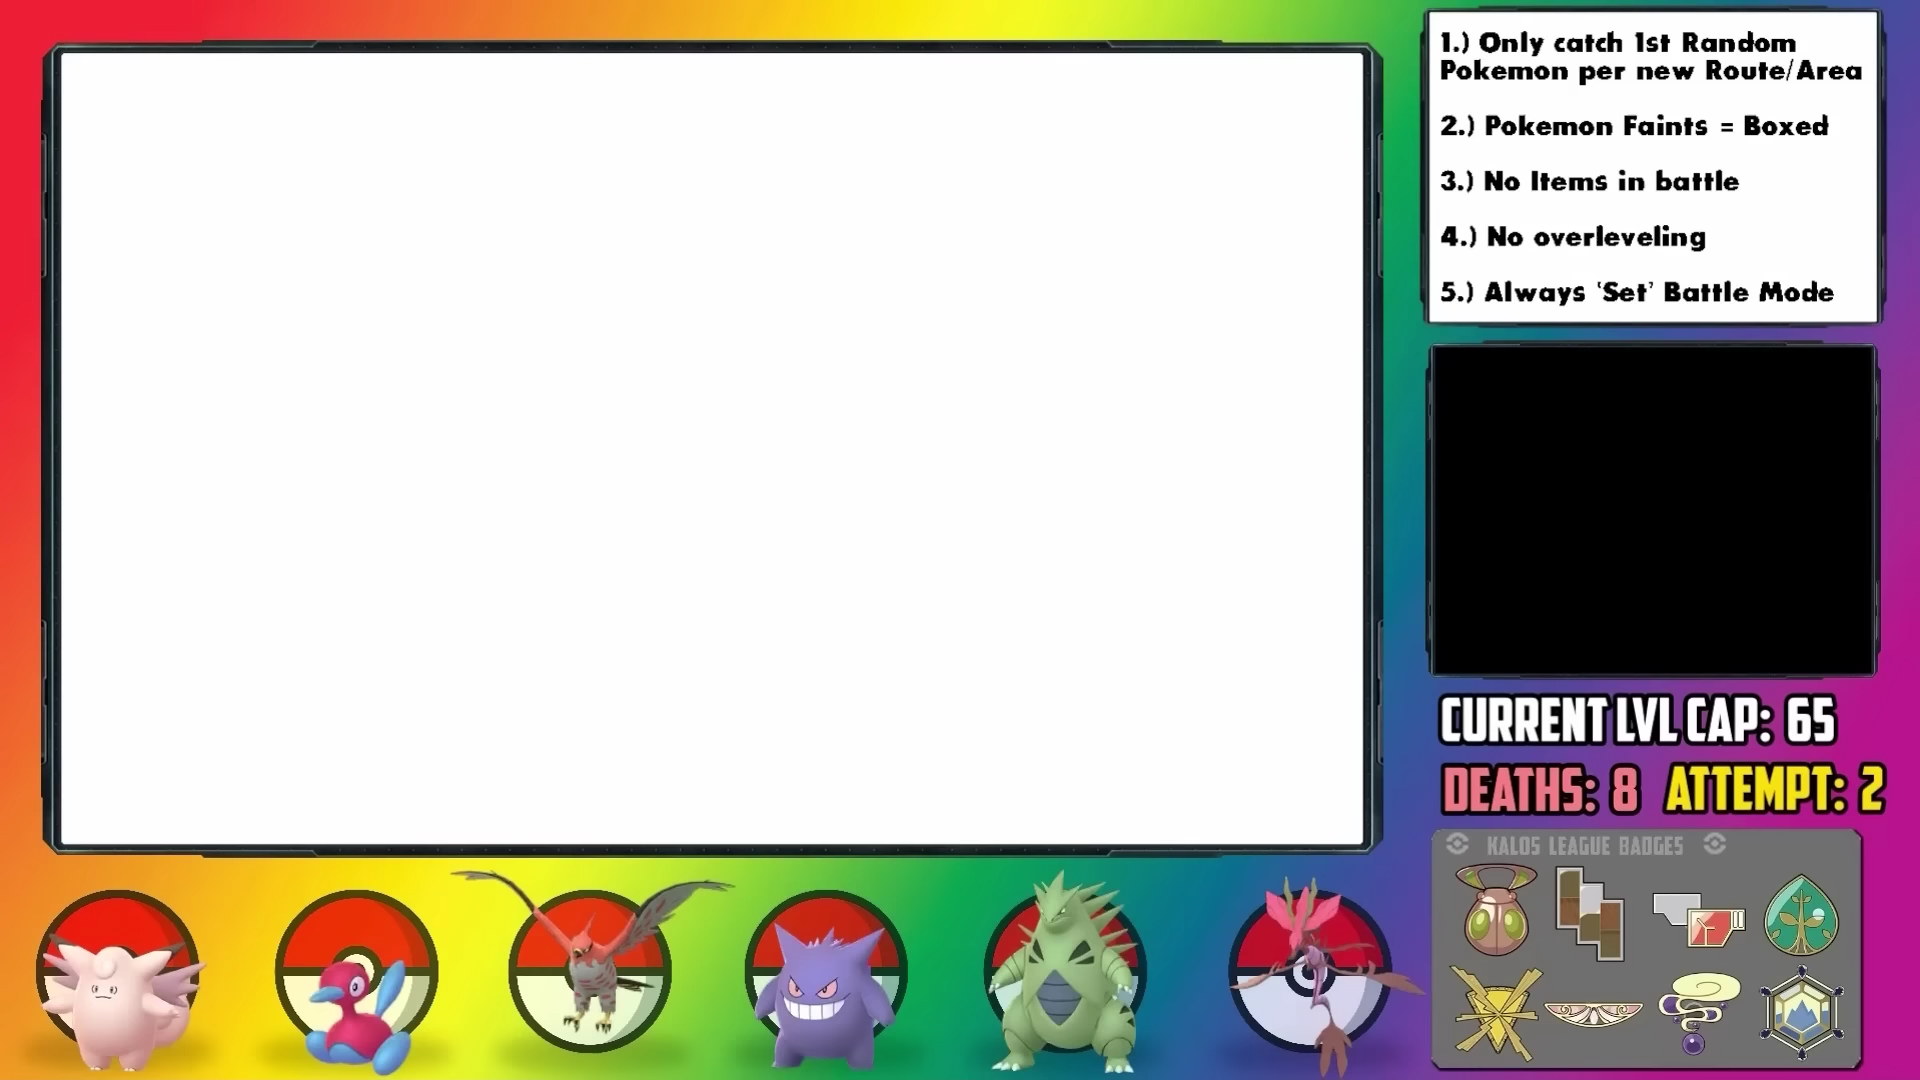 1.) Only catch 1st Random
Pokemon per new Route/Area
2.) Pokemon Faints = Boxed
3.) No Items in battle
4.) No overleveling
5.) Always ‘Set’ Battle Mode
CURRENT LVL CAP: 65
DEATHS: 8 ATTEMPT: 2
KALOS LEAGUE BADGES